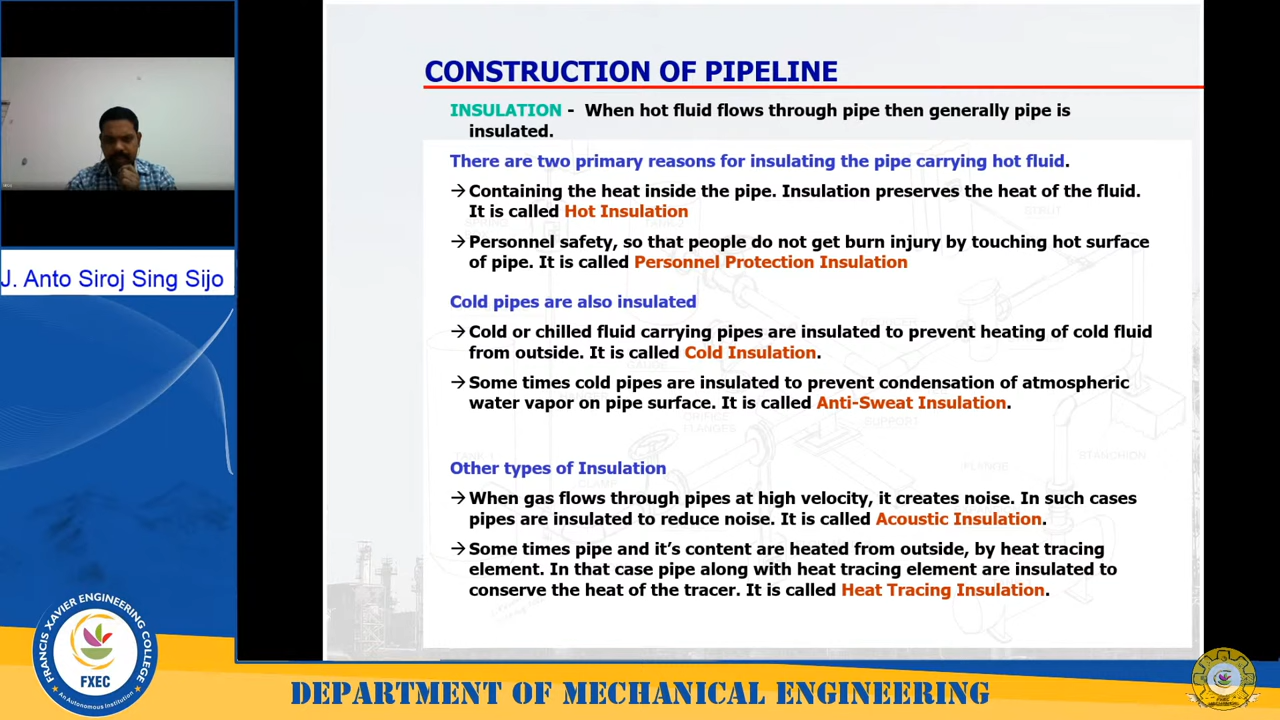 CONSTRUCTION OF PIPELINE
INSULATION - When hot fluid flows through pipe then generally pipe is
insulated.
There are two primary reasons for insulating the pipe carrying hot fluid.
→ Containing the heat inside the pipe. Insulation preserves the heat of the fluid.
It is called Hot Insulation
→ Personnel safety, so that people do not get burn injury by touching hot surface
of pipe. It is called Personnel Protection Insulation
Cold pipes are also insulated
→ Cold or chilled fluid carrying pipes are insulated to prevent heating of cold fluid
from outside. It is called Cold Insulation.
→ Some times cold pipes are insulated to prevent condensation of atmospheric
water vapor on pipe surface. It is called Anti-Sweat Insulation.
Other types of Insulation
→ When gas flows through pipes at high velocity, it creates noise. In such cases
pipes are insulated to reduce noise. It is called Acoustic Insulation.
→ Some times pipe and it's content are heated from outside, by heat tracing
element. In that case pipe along with heat tracing element are insulated to
conserve the heat of the tracer. It is called Heat Tracing Insulation.
J. Anto Siroj Sing Sijo
FRANCIS XAVIER ENGINEERING COLLEGE
FXEC
An Autonomous Institution
DEPARTMENT OF MECHANICAL ENGINEERING
STRUT
SUPPORT
FLANGES
CLAMP
FLANGE
STANCHION